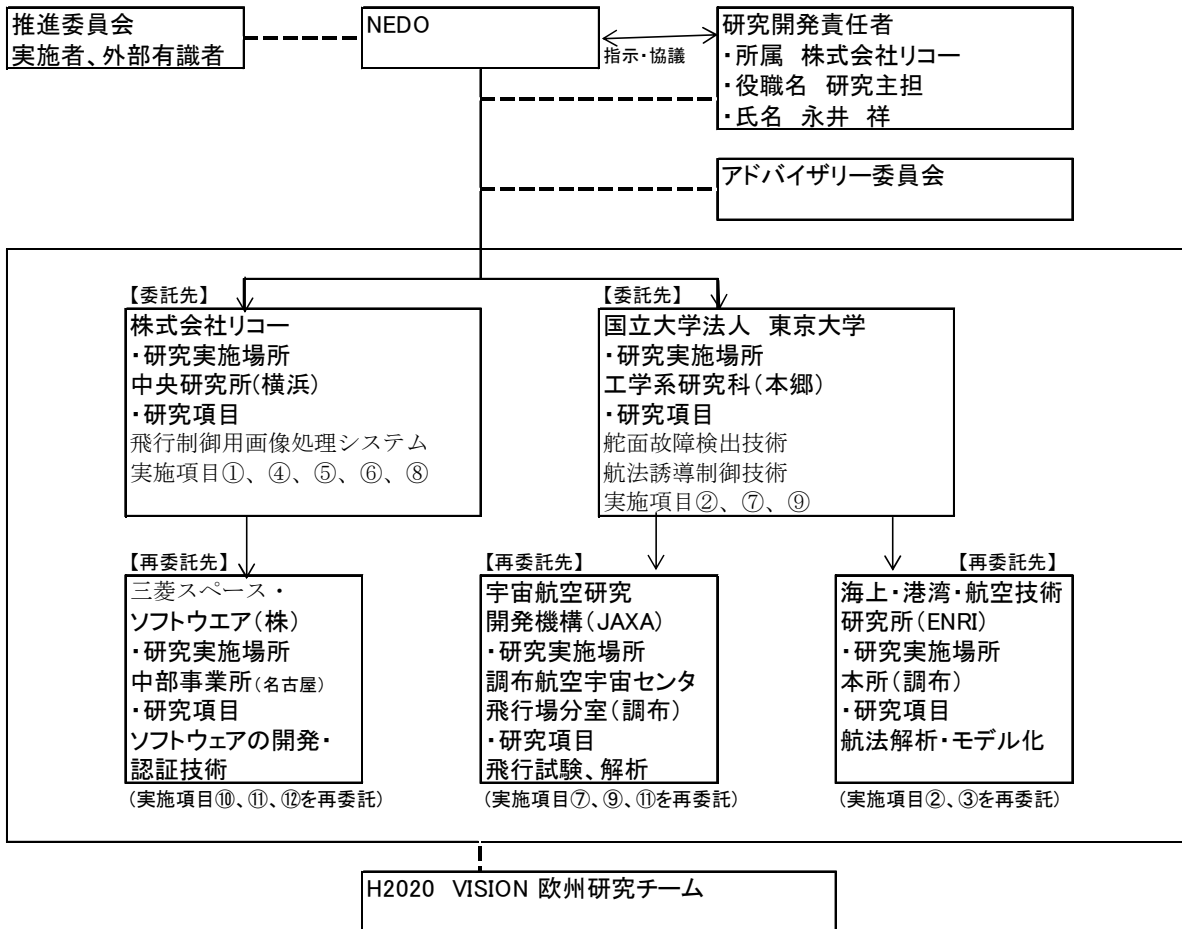 推進委員会
実施者、外部有識者
NEDO
指示・協議
研究開発責任者
・所属 株式会社リコー
・役職名 研究主担
・氏名 永井 祥
アドバイザリー委員会
【委託先】
株式会社リコー
・研究実施場所
中央研究所(横浜)
・研究項目
飛行制御用画像処理システム
実施項目①、④、⑤、⑥、⑧
【委託先】
国立大学法人 東京大学
・研究実施場所
工学系研究科(本郷)
・研究項目
舵面故障検出技術
航法誘導制御技術
実施項目②、⑦、⑨
【再委託先】
三菱スペース・
ソフトウエア(株)
・研究実施場所
中部事業所(名古屋)
・研究項目
ソフトウェアの開発・
認証技術
(実施項目⑩、⑪、⑫を再委託)
【再委託先】
宇宙航空研究
開発機構(JAXA)
・研究実施場所
調布航空宇宙センタ
飛行場分室(調布)
・研究項目
飛行試験、解析
(実施項目⑦、⑨、⑪を再委託)
【再委託先】
海上・港湾・航空技術
研究所(ENRI)
・研究実施場所
本所(調布)
・研究項目
航法解析・モデル化
(実施項目②、③を再委託)
H2020 VISION 欧州研究チーム